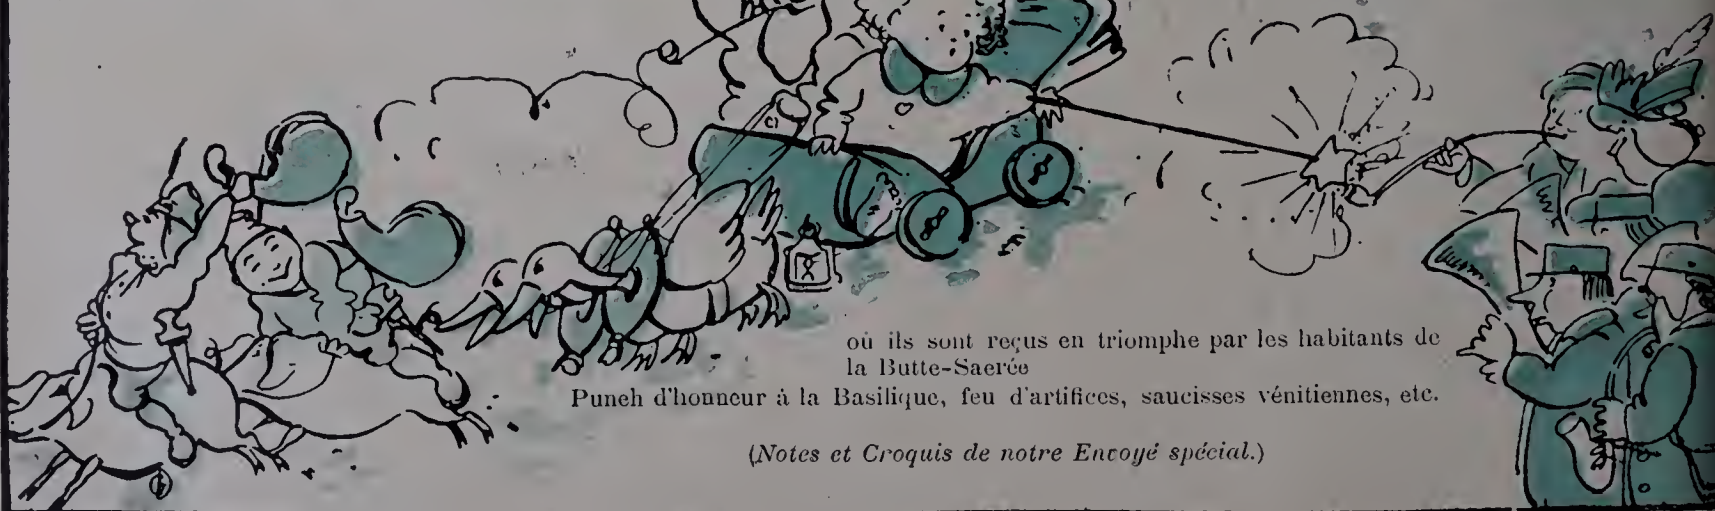 où ils sont reçus en triomphe par les habitants de
la Butte-Sacrée
Punch d'honneur à la Basilique, feu d'artifices, saucisses vénitiennes, etc.
(Notes et Croquis de notre Envoyé spécial.)